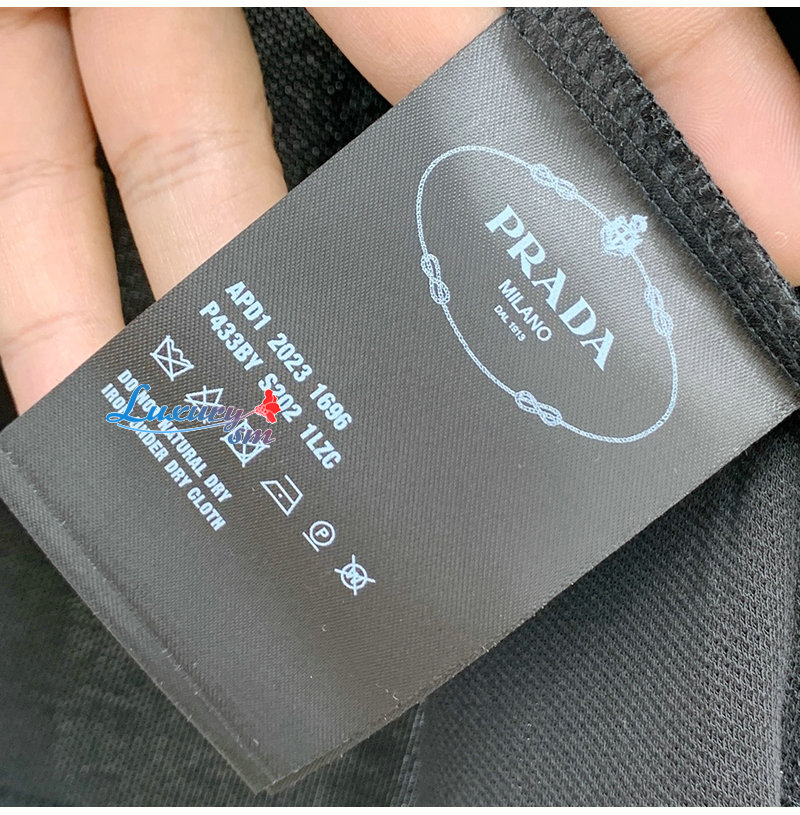 PRADA
MILANO
DAL 1913
APD1 2023 1696
P433BY S202 1LZC
Luxury
sm
DO NOT NATURAL DRY
IRON UNDER DRY CLOTH
P